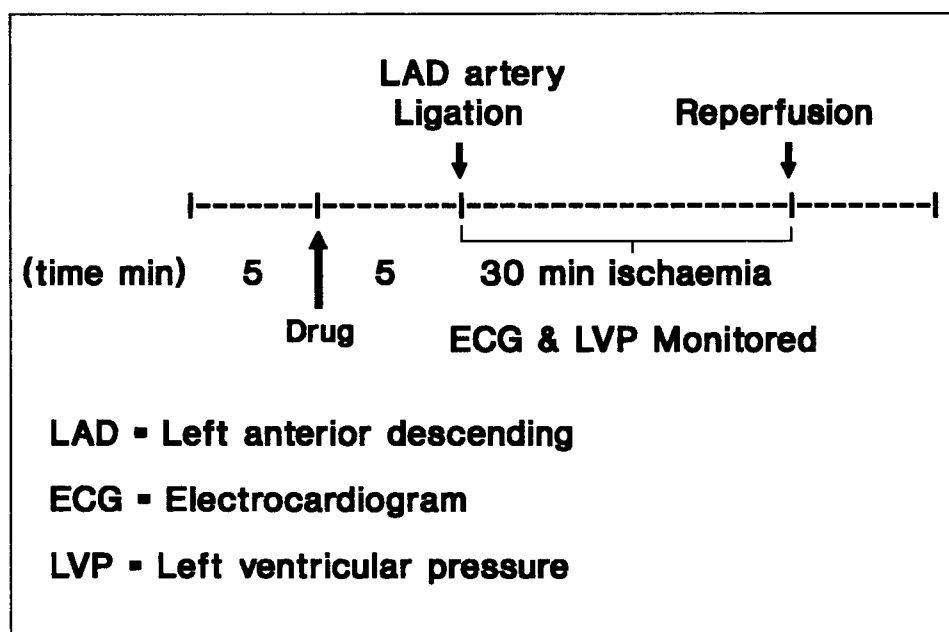 LAD artery
Ligation
Reperfusion
(time min) 5 5 30 min ischaemia
Drug
ECG & LVP Monitored
LAD = Left anterior descending
ECG = Electrocardiogram
LVP = Left ventricular pressure